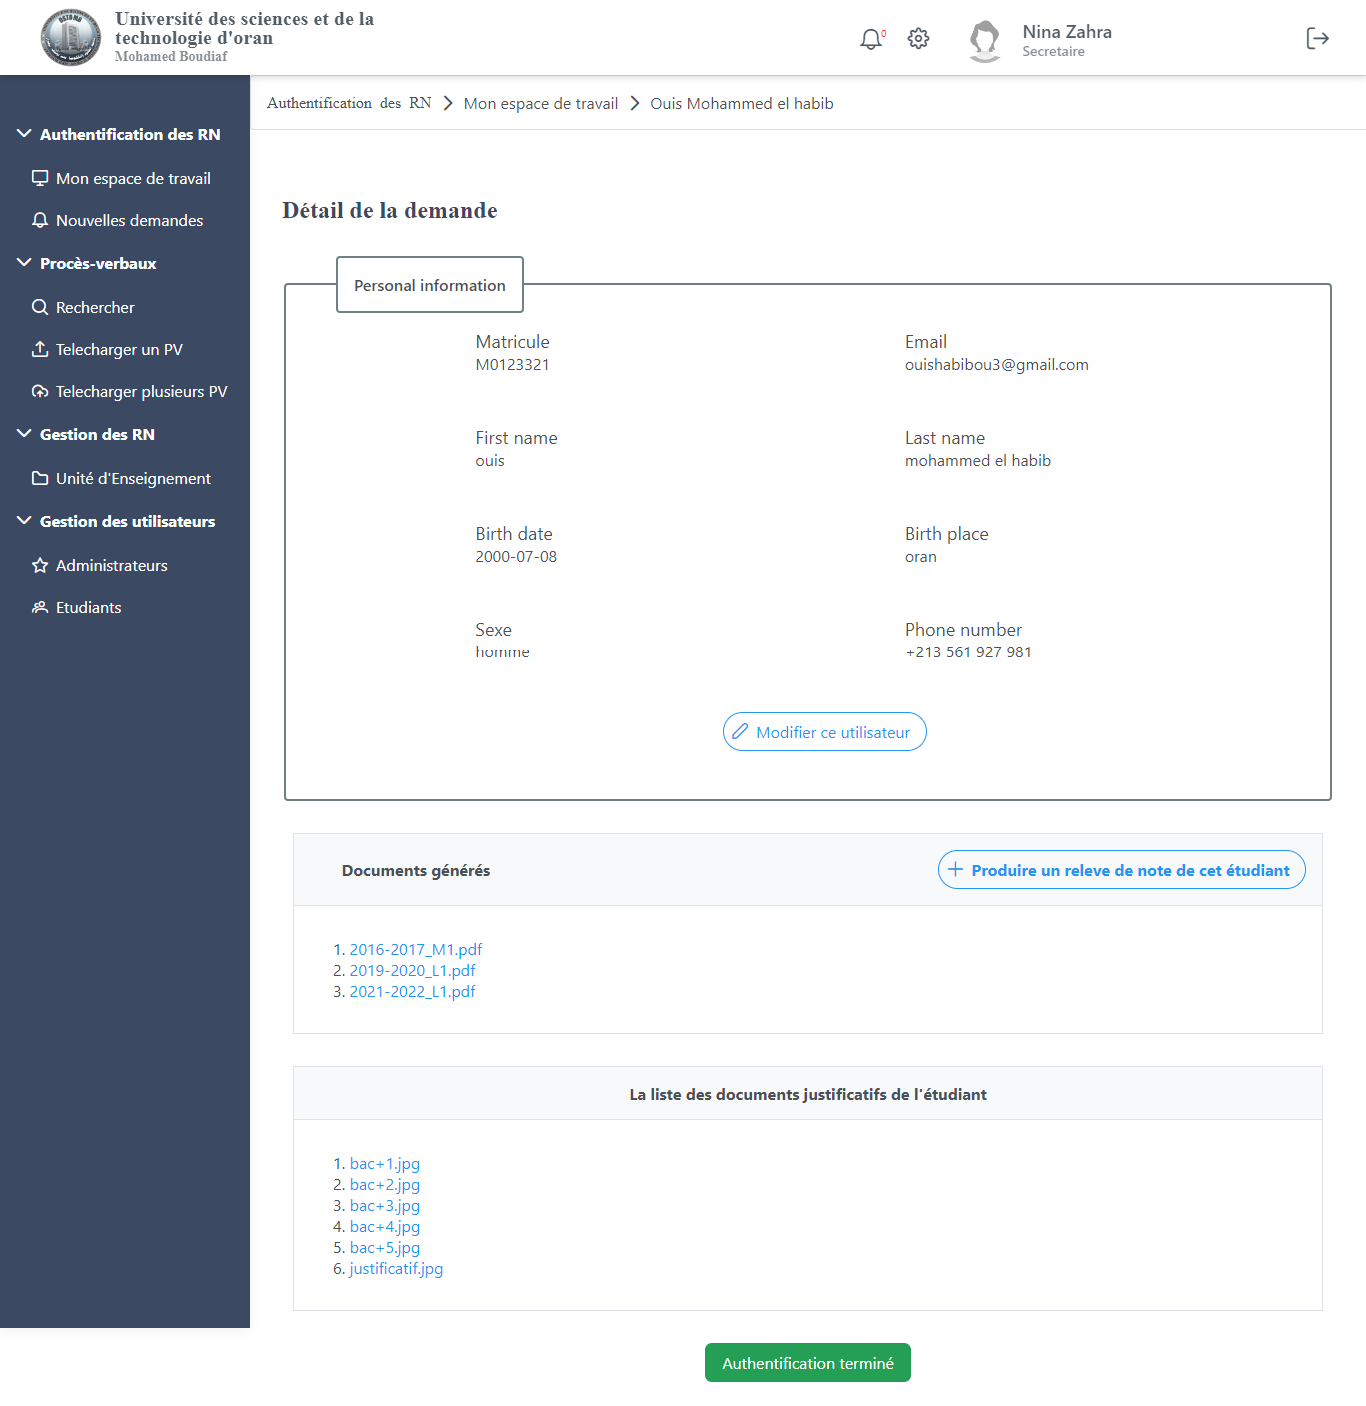 Université des sciences et de la
technologie d'oran
Mohamed Boudiaf
0
Nina Zahra
Secretaire
Authentification des RN
Mon espace de travail
Nouvelles demandes
Procès-verbaux
Rechercher
Telecharger un PV
Telecharger plusieurs PV
Gestion des RN
Unité d'Enseignement
Gestion des utilisateurs
Administrateurs
Etudiants
Authentification des RN > Mon espace de travail > Ouis Mohammed el habib
Détail de la demande
Personal information
Matricule
M0123321
Email
ouishabibou3@gmail.com
First name
ouis
Last name
mohammed el habib
Birth date
2000-07-08
Birth place
oran
Sexe
homme
Phone number
+213 561 927 981
Modifier ce utilisateur
Documents générés
Produire un releve de note de cet étudiant
1. 2016-2017_M1.pdf
2. 2019-2020_L1.pdf
3. 2021-2022_L1.pdf
La liste des documents justificatifs de l'étudiant
1. bac+1.jpg
2. bac+2.jpg
3. bac+3.jpg
4. bac+4.jpg
5. bac+5.jpg
6. justificatif.jpg
Authentification terminé